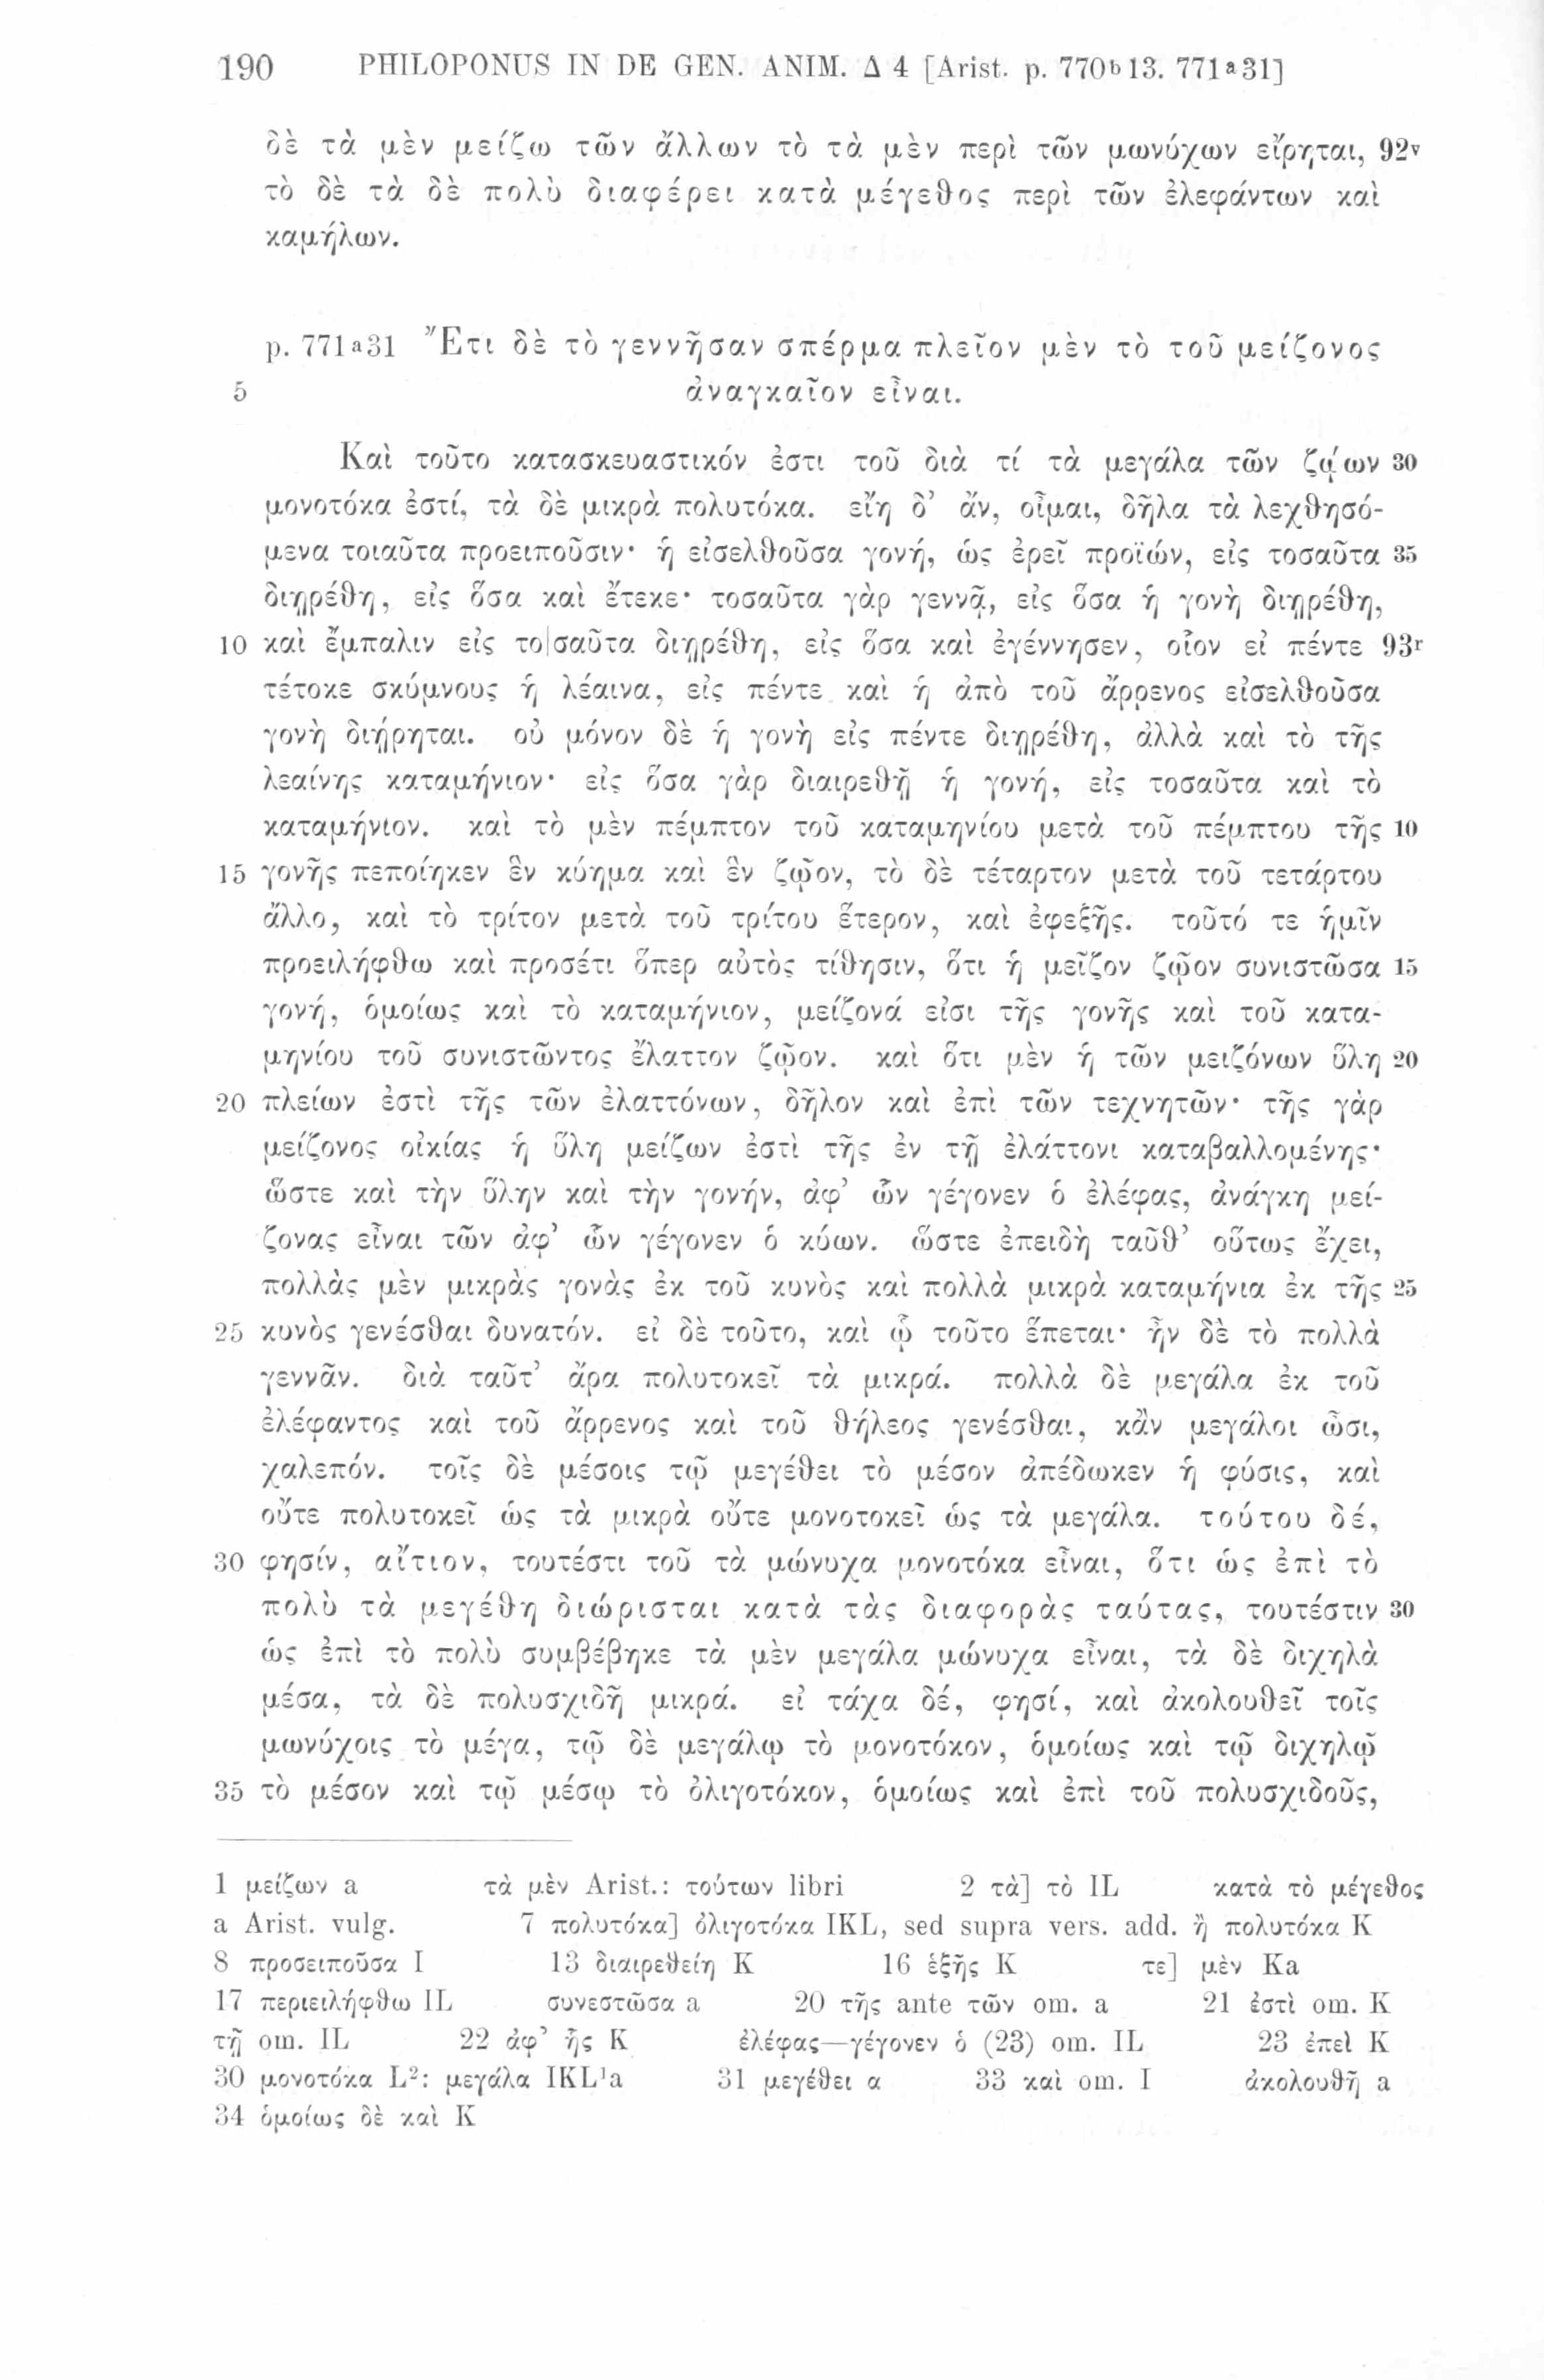 190 PHILOPONUS IN DE GEN. ANIM. Δ 4 [Arist. p. 770b13. 771a31]
δὲ τὰ μὲν μείζω τῶν ἄλλων τὸ τὰ μὲν περὶ τῶν μωνύχων εἴρηται, 92v
τὸ δὲ τὰ δὲ πολὺ διαφέρει κατὰ μέγεθος περὶ τῶν ἐλεφάντων καὶ
καμήλων.
p. 771a31 Ἔτι δὲ τὸ γεννῆσαν σπέρμα πλεῖον μὲν τὸ τοῦ μείζονος
5 ἀναγκαῖον εἶναι.
Καὶ τοῦτο κατασκευαστικόν ἐστι τοῦ διὰ τί τὰ μεγάλα τῶν ζῴων 30
μονοτόκα ἐστί, τὰ δὲ μικρὰ πολυτόκα. εἴη δ' ἄν, οἶμαι, δῆλα τὰ λεχθησό-
μενα τοιαῦτα προειποῦσιν· ἡ εἰσελθοῦσα γονή, ὡς ἐρεῖ προϊών, εἰς τοσαῦτα 35
διῃρέθη, εἰς ὅσα καὶ ἔτεκε· τοσαῦτα γὰρ γεννᾷ, εἰς ὅσα ἡ γονὴ διῃρέθη,
10 καὶ ἔμπαλιν εἰς το|σαῦτα διῃρέθη, εἰς ὅσα καὶ ἐγέννησεν, οἷον εἰ πέντε 93r
τέτοκε σκύμνους ἡ λέαινα, εἰς πέντε καὶ ἡ ἀπὸ τοῦ ἄρρενος εἰσελθοῦσα
γονὴ διῄρηται. οὐ μόνον δὲ ἡ γονὴ εἰς πέντε διῃρέθη, ἀλλὰ καὶ τὸ τῆς
λεαίνης καταμήνιον· εἰς ὅσα γὰρ διαιρεθῇ ἡ γονή, εἰς τοσαῦτα καὶ τὸ
καταμήνιον. καὶ τὸ μὲν πέμπτον τοῦ καταμηνίου μετὰ τοῦ πέμπτου τῆς 10
15 γονῆς πεποίηκεν ἓν κύημα καὶ ἓν ζῷον, τὸ δὲ τέταρτον μετὰ τοῦ τετάρτου
ἄλλο, καὶ τὸ τρίτον μετὰ τοῦ τρίτου ἕτερον, καὶ ἐφεξῆς. τοῦτό τε ἡμῖν
προειλήφθω καὶ προσέτι ὅπερ αὐτὸς τίθησιν, ὅτι ἡ μεῖζον ζῷον συνιστῶσα 15
γονή, ὁμοίως καὶ τὸ καταμήνιον, μείζονά εἰσι τῆς γονῆς καὶ τοῦ κατα-
μηνίου τοῦ συνιστῶντος ἔλαττον ζῷον. καὶ ὅτι μὲν ἡ τῶν μειζόνων ὕλη 20
20 πλείων ἐστὶ τῆς τῶν ἐλαττόνων, δῆλον καὶ ἐπὶ τῶν τεχνητῶν· τῆς γὰρ
μείζονος οἰκίας ἡ ὕλη μείζων ἐστὶ τῆς ἐν τῇ ἐλάττονι καταβαλλομένης·
ὥστε καὶ τὴν ὕλην καὶ τὴν γονήν, ἀφ' ὧν γέγονεν ὁ ἐλέφας, ἀνάγκη μεί-
ζονας εἶναι τῶν ἀφ' ὧν γέγονεν ὁ κύων. ὥστε ἐπειδὴ ταῦθ' οὕτως ἔχει,
πολλὰς μὲν μικρὰς γονὰς ἐκ τοῦ κυνὸς καὶ πολλὰ μικρὰ καταμήνια ἐκ τῆς 25
25 κυνὸς γενέσθαι δυνατόν. εἰ δὲ τοῦτο, καὶ ᾧ τοῦτο ἕπεται· ἦν δὲ τὸ πολλὰ
γεννᾶν. διὰ ταῦτ' ἄρα πολυτοκεῖ τὰ μικρά. πολλὰ δὲ μεγάλα ἐκ τοῦ
ἐλέφαντος καὶ τοῦ ἄρρενος καὶ τοῦ θήλεος γενέσθαι, κἂν μεγάλοι ὦσι,
χαλεπόν. τοῖς δὲ μέσοις τῷ μεγέθει τὸ μέσον ἀπέδωκεν ἡ φύσις, καὶ
οὔτε πολυτοκεῖ ὡς τὰ μικρὰ οὔτε μονοτοκεῖ ὡς τὰ μεγάλα. τούτου δέ,
30 φησίν, αἴτιον, τουτέστι τοῦ τὰ μώνυχα μονοτόκα εἶναι, ὅτι ὡς ἐπὶ τὸ
πολὺ τὰ μεγέθη διώρισται κατὰ τὰς διαφορὰς ταύτας, τουτέστιν 30
ὡς ἐπὶ τὸ πολὺ συμβέβηκε τὰ μὲν μεγάλα μώνυχα εἶναι, τὰ δὲ διχηλὰ
μέσα, τὰ δὲ πολυσχιδῆ μικρά. εἰ τάχα δέ, φησί, καὶ ἀκολουθεῖ τοῖς
μωνύχοις τὸ μέγα, τῷ δὲ μεγάλῳ τὸ μονοτόκον, ὁμοίως καὶ τῷ διχηλῷ
35 τὸ μέσον καὶ τῷ μέσῳ τὸ ὀλιγοτόκον, ὁμοίως καὶ ἐπὶ τοῦ πολυσχιδοῦς,
1 μείζων a τὰ μὲν Arist.: τούτων libri 2 τὰ] τὸ IL κατὰ τὸ μέγεθος
a Arist. vulg. 7 πολυτόκα] ὀλιγοτόκα IKL, sed supra vers. add. ἢ πολυτόκα K
8 προσειποῦσα I 13 διαιρεθείη K 16 ἑξῆς K τε] μὲν Ka
17 περιειλήφθω IL συνεστῶσα a 20 τῆς ante τῶν om. a 21 ἐστὶ om. K
τῇ om. IL 22 ἀφ' ἧς K ἐλέφας—γέγονεν ὁ (23) om. IL 23 ἐπεὶ K
30 μονοτόκα L²: μεγάλα IKL¹a 31 μεγέθει a 33 καὶ om. I ἀκολουθῇ a
34 ὁμοίως δὲ καὶ K